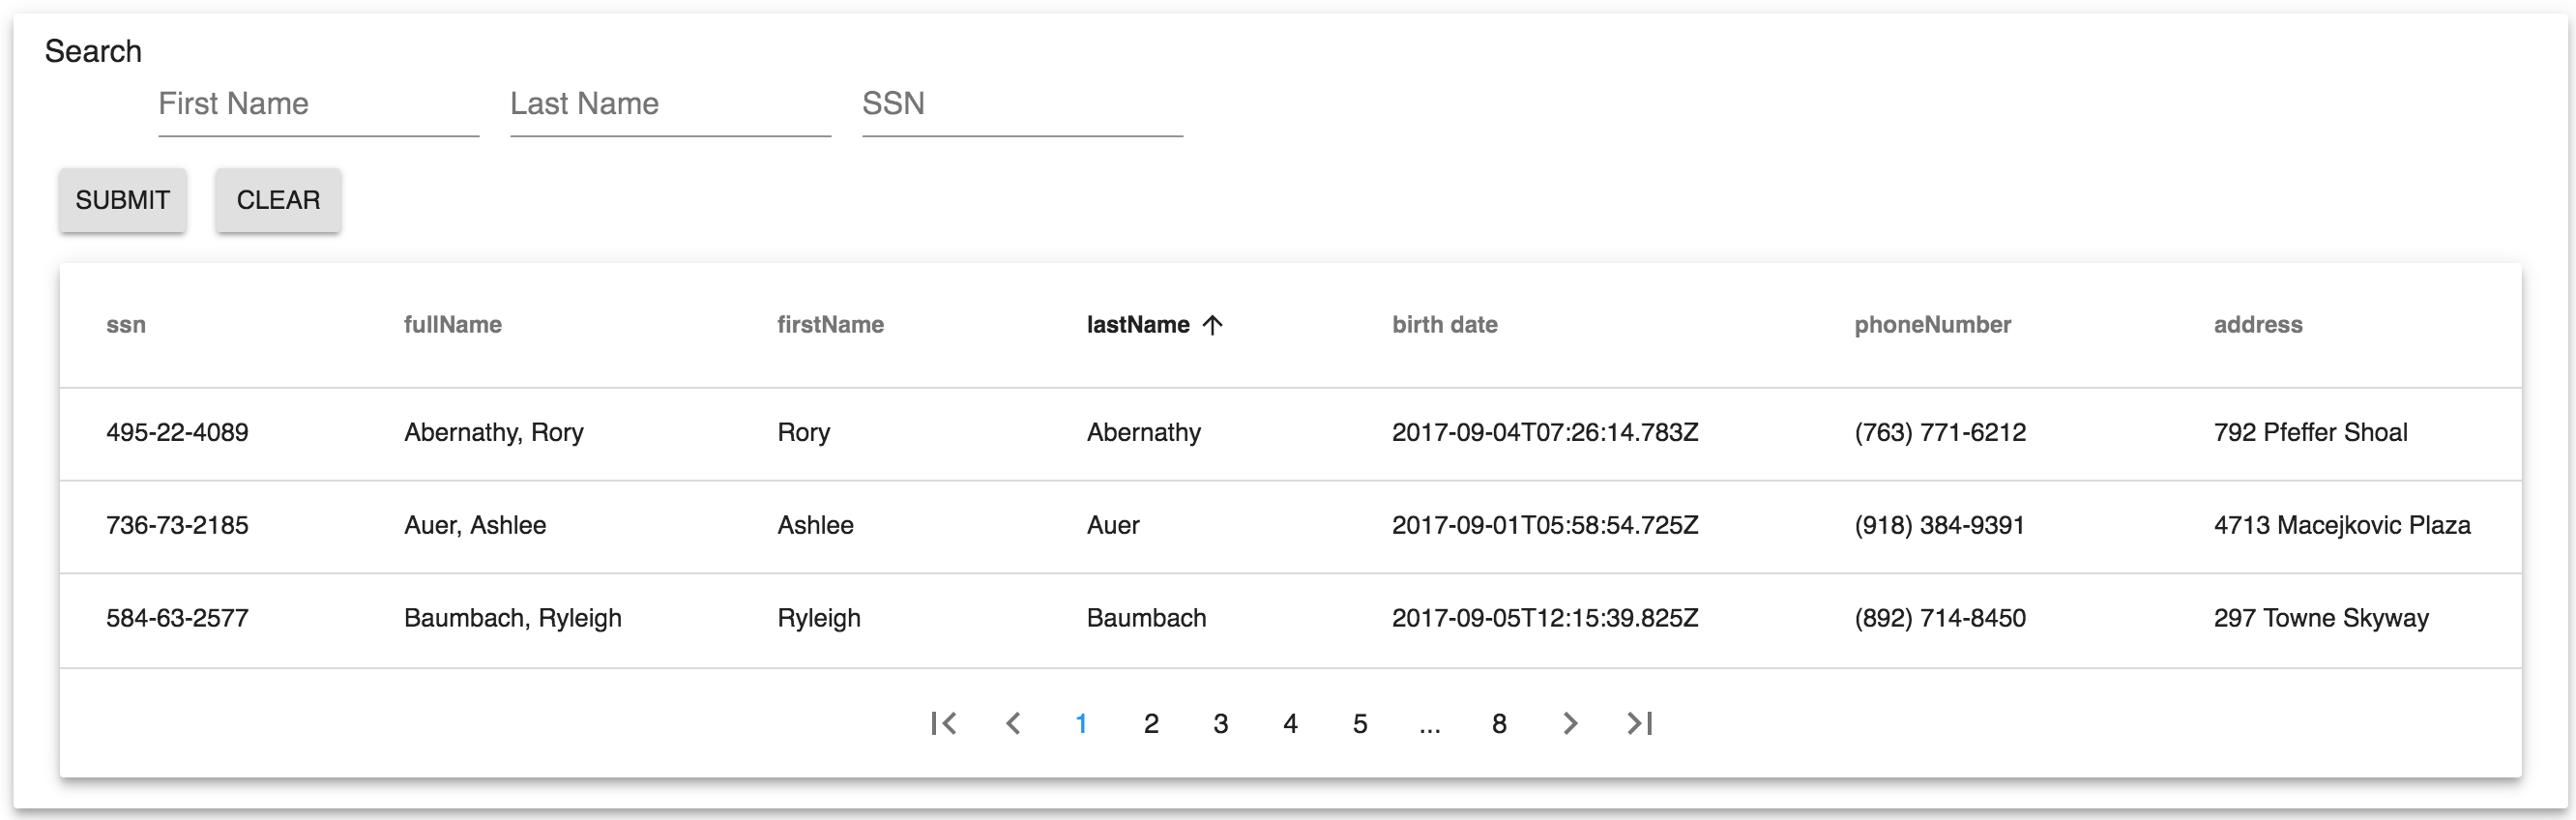 Search
First Name Last Name SSN
SUBMIT CLEAR
ssn fullName firstName lastName birth date phoneNumber address
495-22-4089 Abernathy, Rory Rory Abernathy 2017-09-04T07:26:14.783Z (763) 771-6212 792 Pfeffer Shoal
736-73-2185 Auer, Ashlee Ashlee Auer 2017-09-01T05:58:54.725Z (918) 384-9391 4713 Macejkovic Plaza
584-63-2577 Baumbach, Ryleigh Ryleigh Baumbach 2017-09-05T12:15:39.825Z (892) 714-8450 297 Towne Skyway
1 2 3 4 5 ... 8